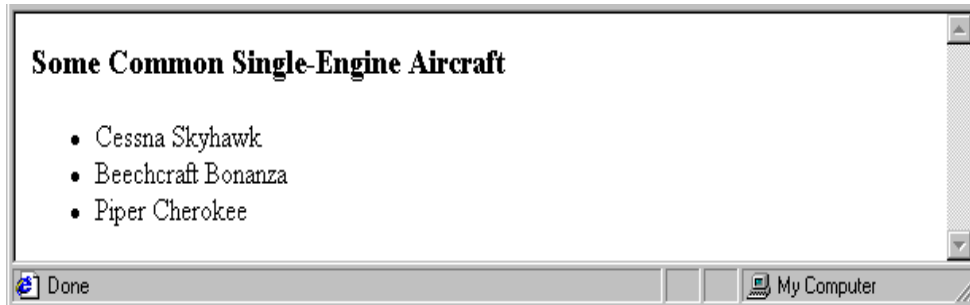 Some Common Single-Engine Aircraft
Cessna Skyhawk
Beechcraft Bonanza
Piper Cherokee
Done
My Computer